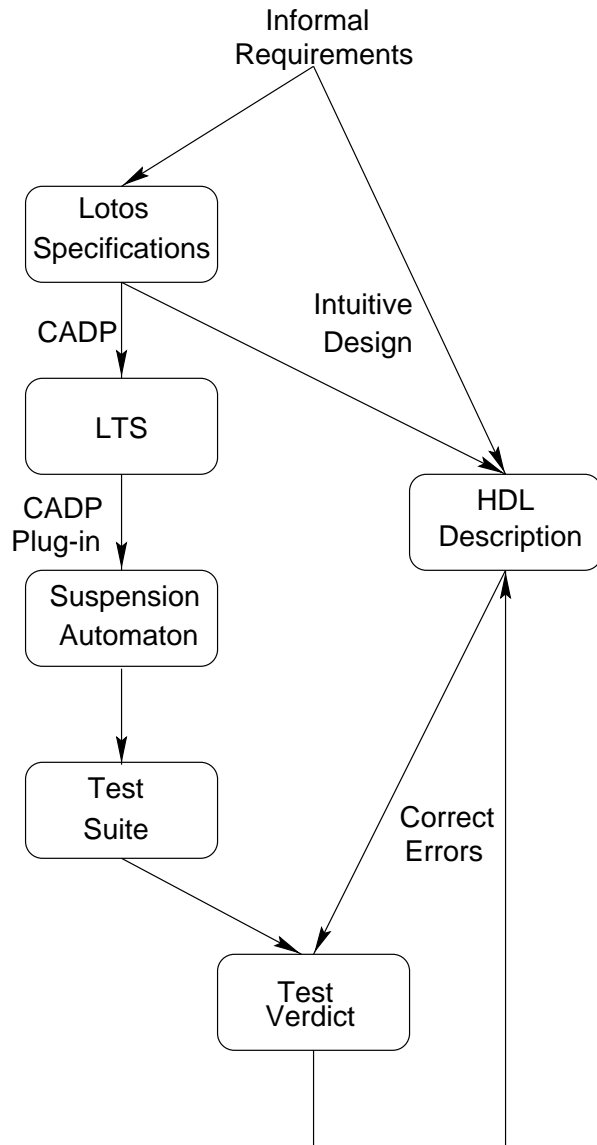 Informal
Requirements
Lotos
Specifications
Intuitive
Design
CADP
LTS
CADP
Plug-in
HDL
Description
Suspension
Automaton
Test
Suite
Correct
Errors
Test
Verdict